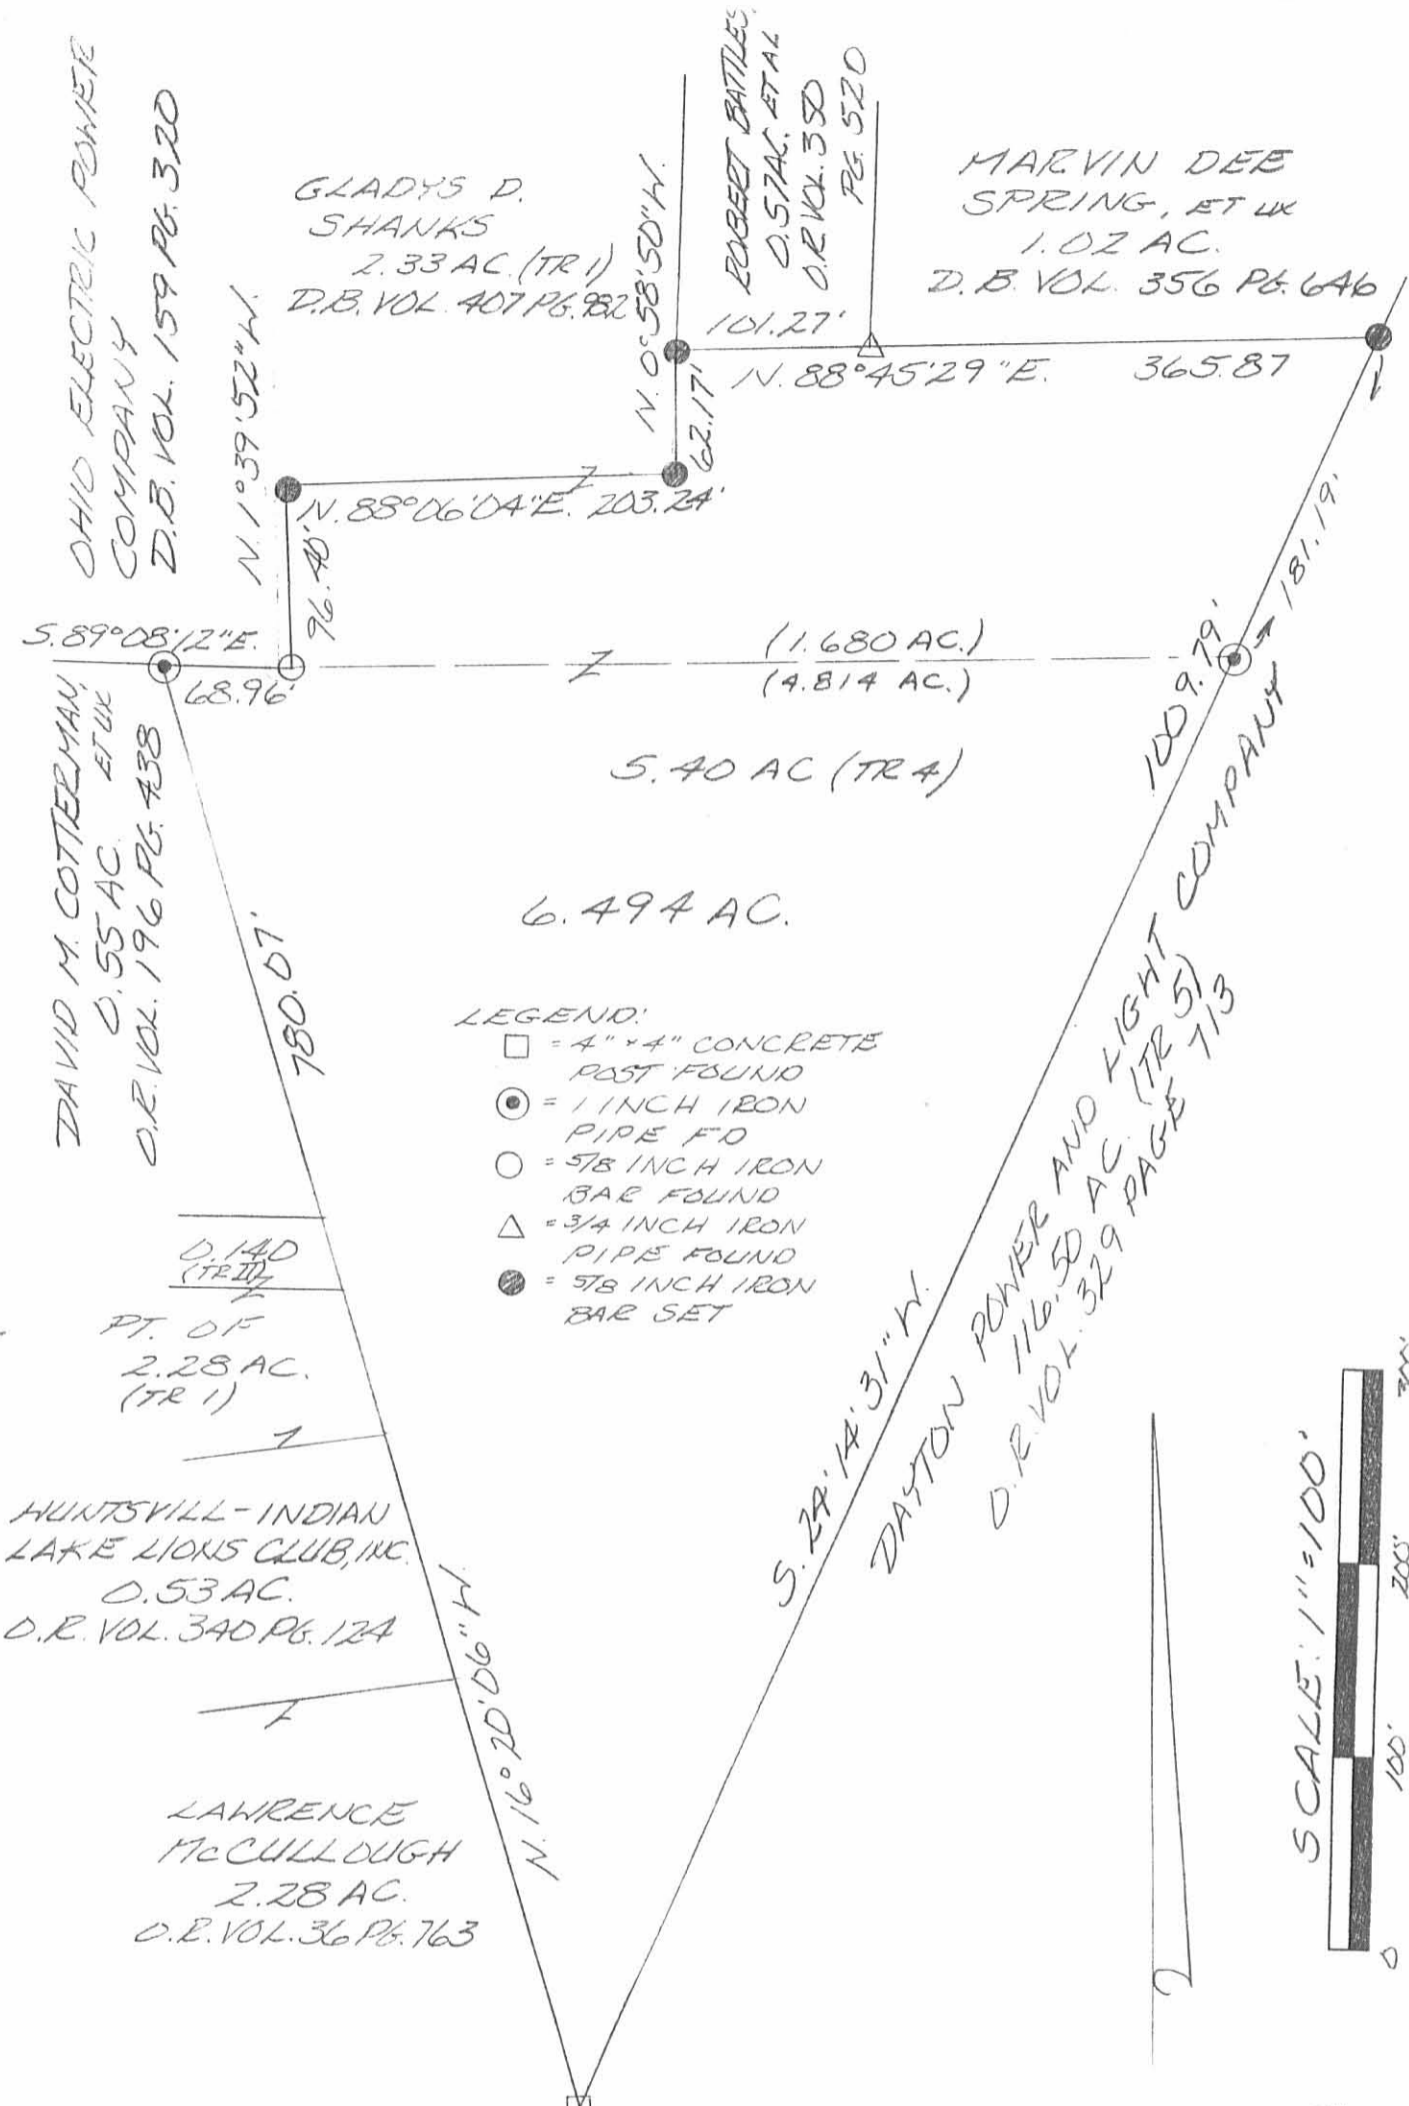 OHIO ELECTRIC POWER
COMPANY
D.B. VOL. 159 PG. 320
GLADYS D.
SHANKS
2.33 AC. (TR 1)
D.B. VOL. 407 PG. 982
ROBERT BATTLES,
0.57AC. ET AL
O.R.VOL. 350
PG. 520
MARVIN DEE
SPRING, ET UX
1.02 AC.
D.B. VOL. 356 PG. 646
N. 1°39'52"W.
N. 0°58'50"W.
101.27'
N. 88°45'29"E.
365.87
62.17'
N. 88°06'04"E. 203.24'
96.40'
181.19'
S. 89°08'12"E.
68.96'
(1.680 AC.)
(4.814 AC.)
1009.79'
5.40 AC (TR 4)
DAVID M. COTTERMAN,
ET UX
0.55 AC.
O.R. VOL. 196 PG. 438
780.07'
6.494 AC.
LEGEND:
= 4" x 4" CONCRETE
POST FOUND
= 1 INCH IRON
PIPE FD
= 5/8 INCH IRON
BAR FOUND
= 3/4 INCH IRON
PIPE FOUND
= 5/8 INCH IRON
BAR SET
DAYTON POWER AND LIGHT COMPANY
116.50 AC. (TR 5)
O.R. VOL. 329 PAGE 713
0.140
(TR II)
PT. OF
2.28 AC.
(TR 1)
S. 24°14'31"W.
HUNTSVILL-INDIAN
LAKE LIONS CLUB, INC.
0.53 AC.
O.R. VOL. 340 PG. 124
N. 16°20'06"W.
LAWRENCE
McCULLOUGH
2.28 AC.
O.R. VOL. 36 PG. 763
SCALE: 1"=100'
0
100'
200'